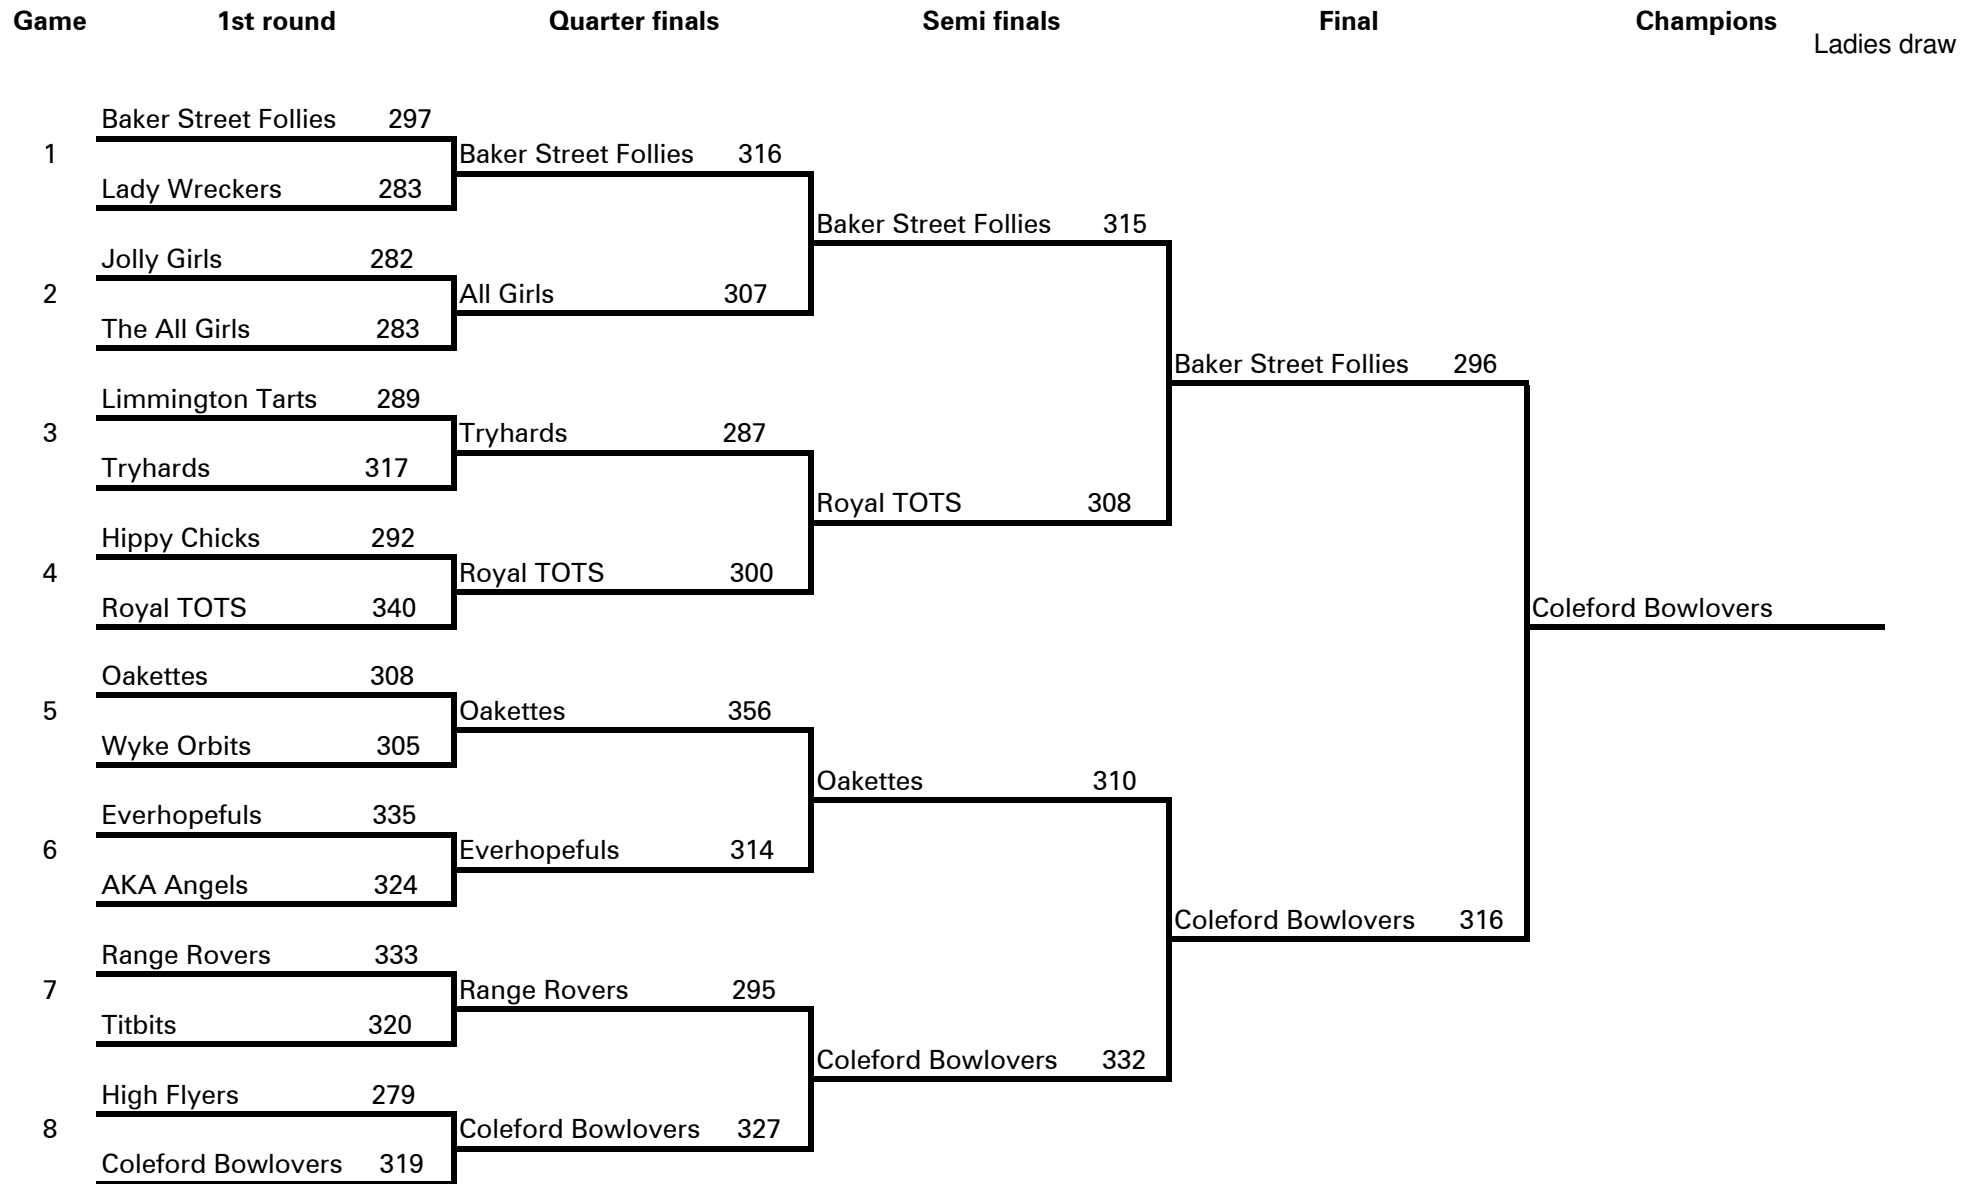 Game 1st round Quarter finals Semi finals Final Champions
Ladies draw
Baker Street Follies 297
1 Baker Street Follies 316
Lady Wreckers 283
Baker Street Follies 315
Jolly Girls 282
2 All Girls 307
The All Girls 283
Baker Street Follies 296
Limmington Tarts 289
3 Tryhards 287
Tryhards 317
Royal TOTS 308
Hippy Chicks 292
4 Royal TOTS 300
Royal TOTS 340 Coleford Bowlovers
Oakettes 308
5 Oakettes 356
Wyke Orbits 305
Oakettes 310
Everhopefuls 335
6 Everhopefuls 314
AKA Angels 324
Coleford Bowlovers 316
Range Rovers 333
7 Range Rovers 295
Titbits 320
Coleford Bowlovers 332
High Flyers 279
8 Coleford Bowlovers 327
Coleford Bowlovers 319